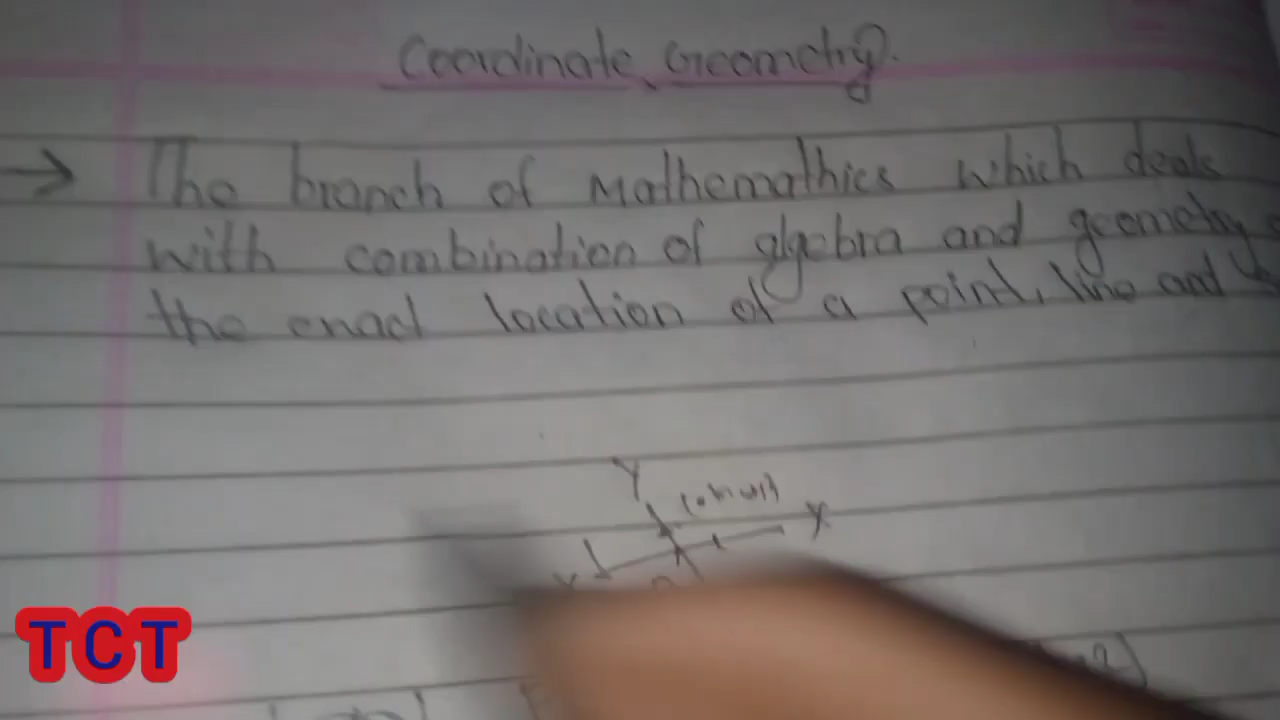 Coordinate Geometry.
→ The branch of Mathemathics which deals
with combination of algebra and geometry
the enact location of a point, line and
Y
X
TCT